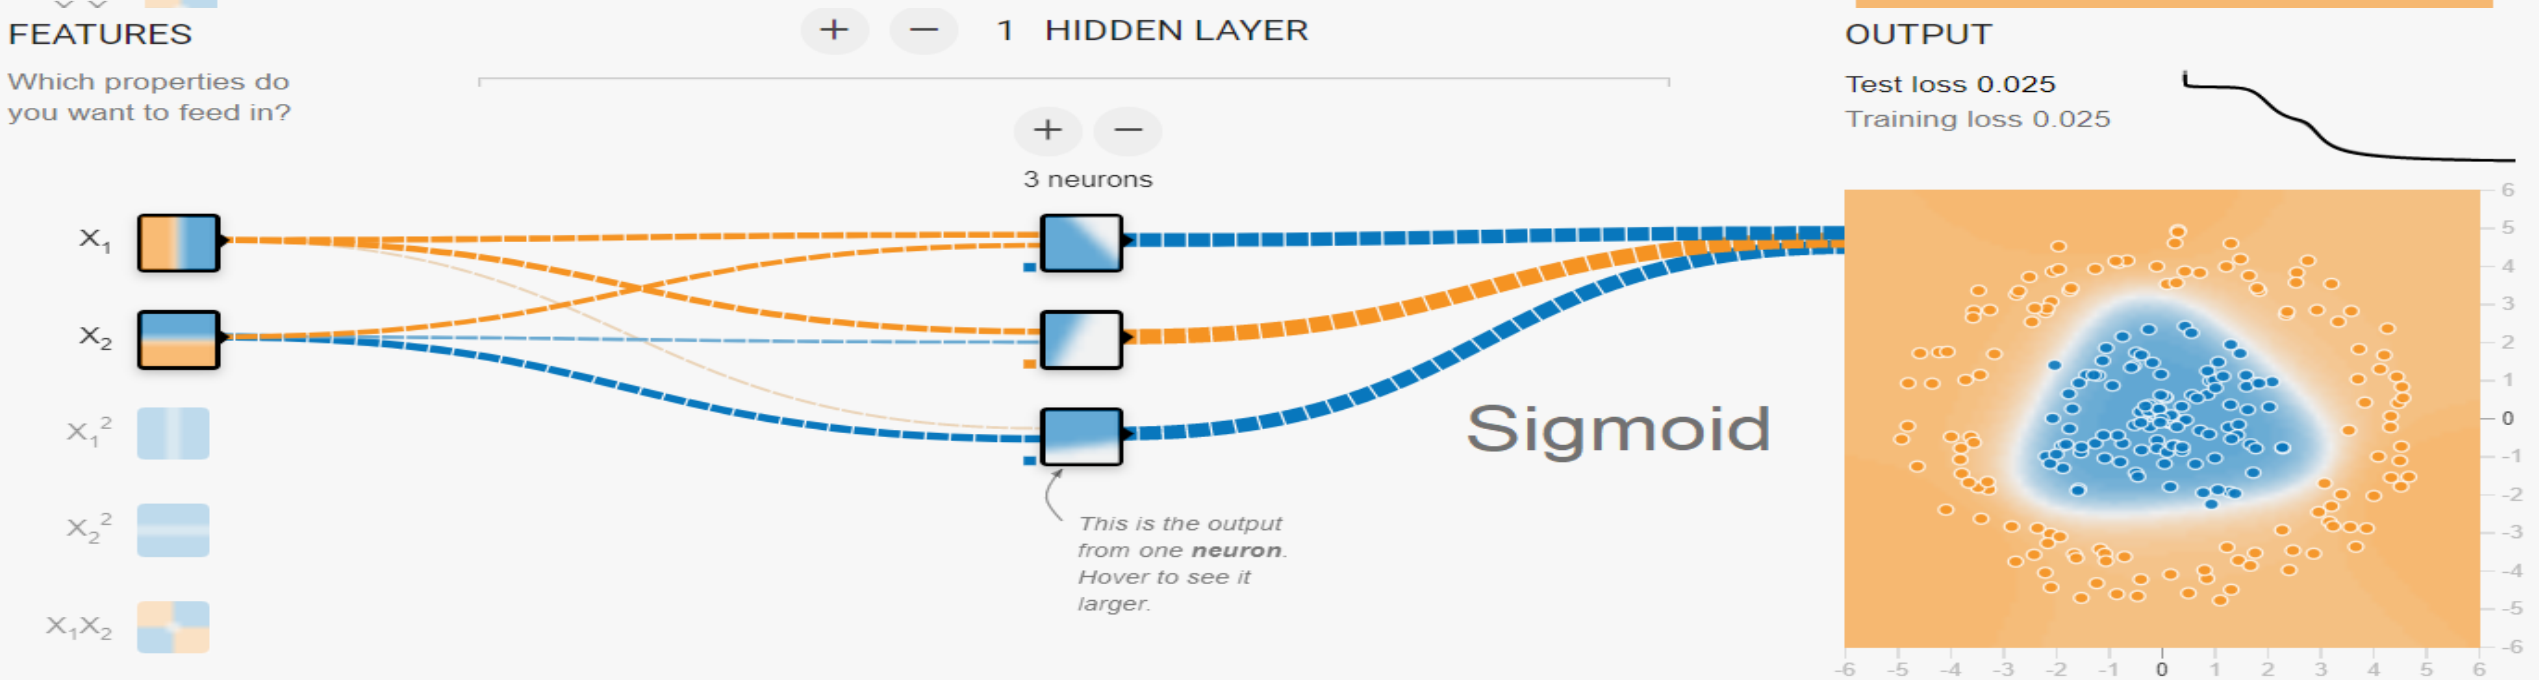 FEATURES
Which properties do
you want to feed in?
X₁
X₂
X₁²
X₂²
X₁X₂
+ − 1 HIDDEN LAYER
+ −
3 neurons
This is the output
from one neuron.
Hover to see it
larger.
Sigmoid
OUTPUT
Test loss 0.025
Training loss 0.025
6
5
4
3
2
1
0
-1
-2
-3
-4
-5
-6
-6 -5 -4 -3 -2 -1 0 1 2 3 4 5 6